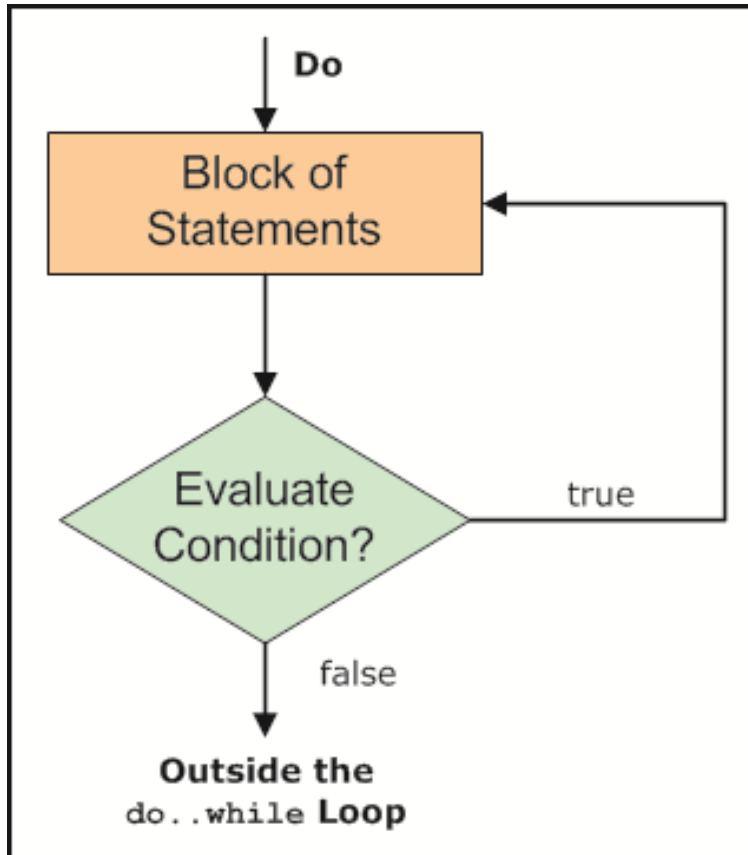 Do
Block of
Statements
Evaluate
Condition?
true
false
Outside the
do..while Loop